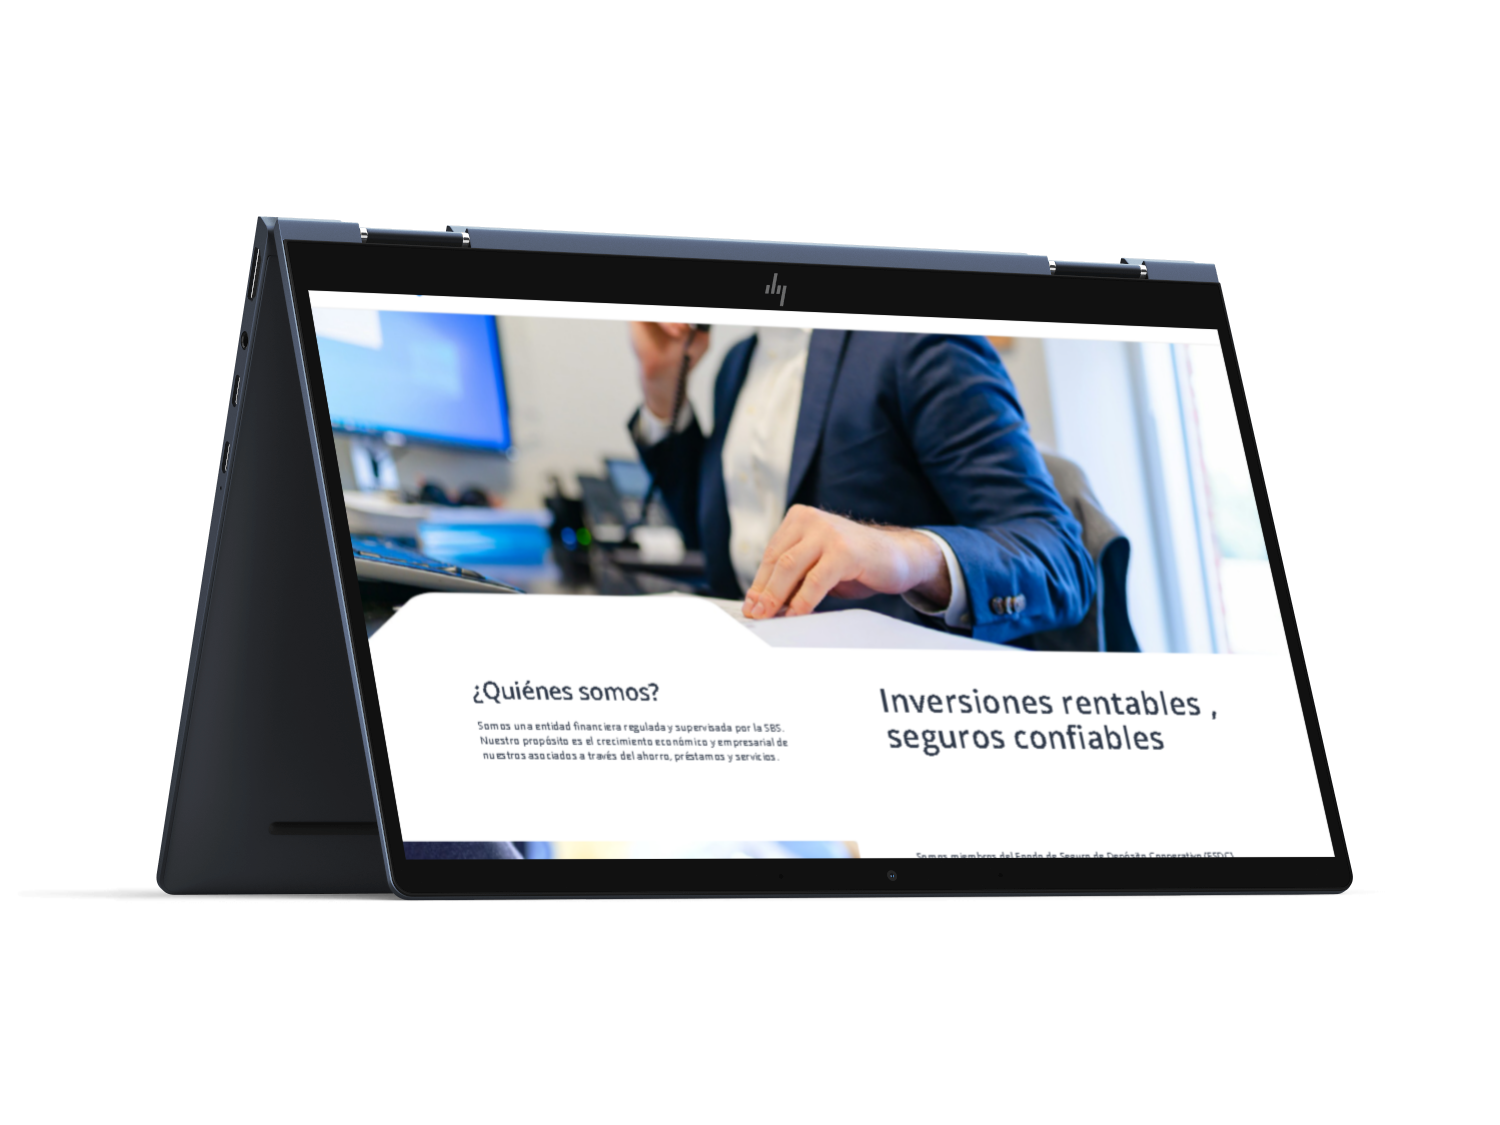 ¿Quiénes somos?
Somos una entidad financiera regulada y supervisada por la SBS.
Nuestro propósito es el crecimiento económico y empresarial de
nuestros asociados a través del ahorro, préstamos y servicios.
Inversiones rentables ,
seguros confiables
Somos miembros del Fondo de Seguro de Depósito Cooperativo (FSDC)